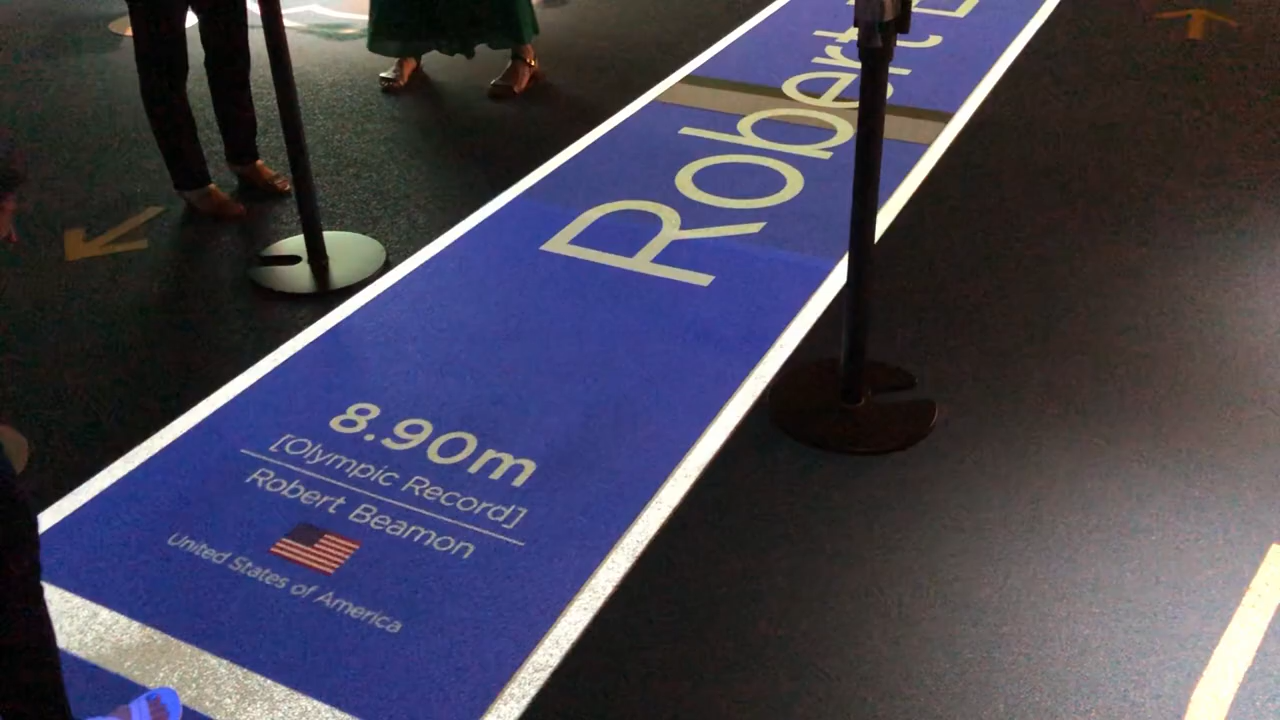 Robert
8.90m
[Olympic Record]
Robert Beamon
United States of America